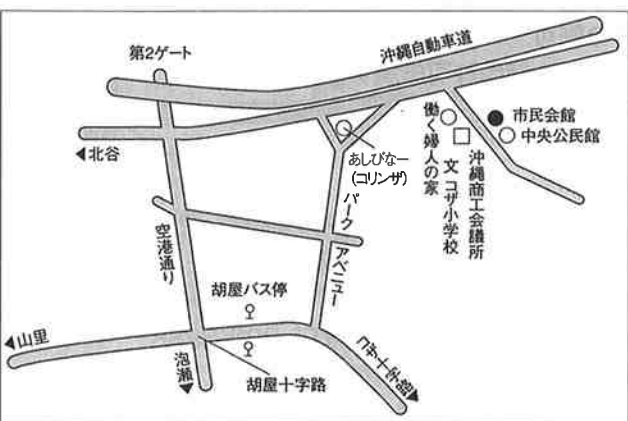 第2ゲート
沖縄自動車道
◀北谷
あしびなー
(コリンザ)
働く婦人の家
市民会館
中央公民館
沖縄商工会議所
文 コザ小学校
パークアベニュー
空港通り
胡屋バス停
◀山里
泡瀬▼
胡屋十字路
コザ十字路▶